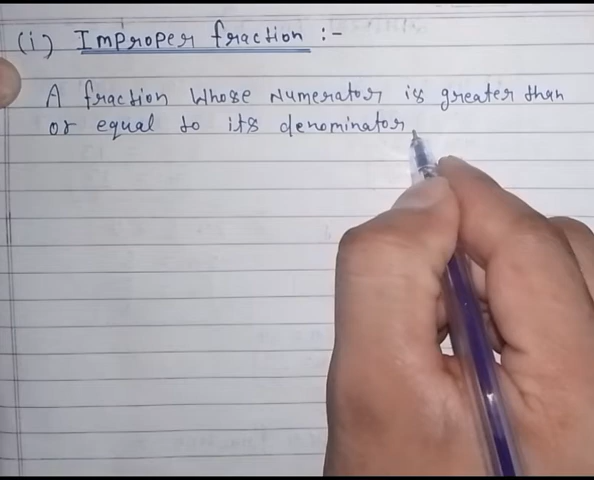 (i) Improper fraction :-
A fraction Whose Numerator is greater than
or equal to its denominator